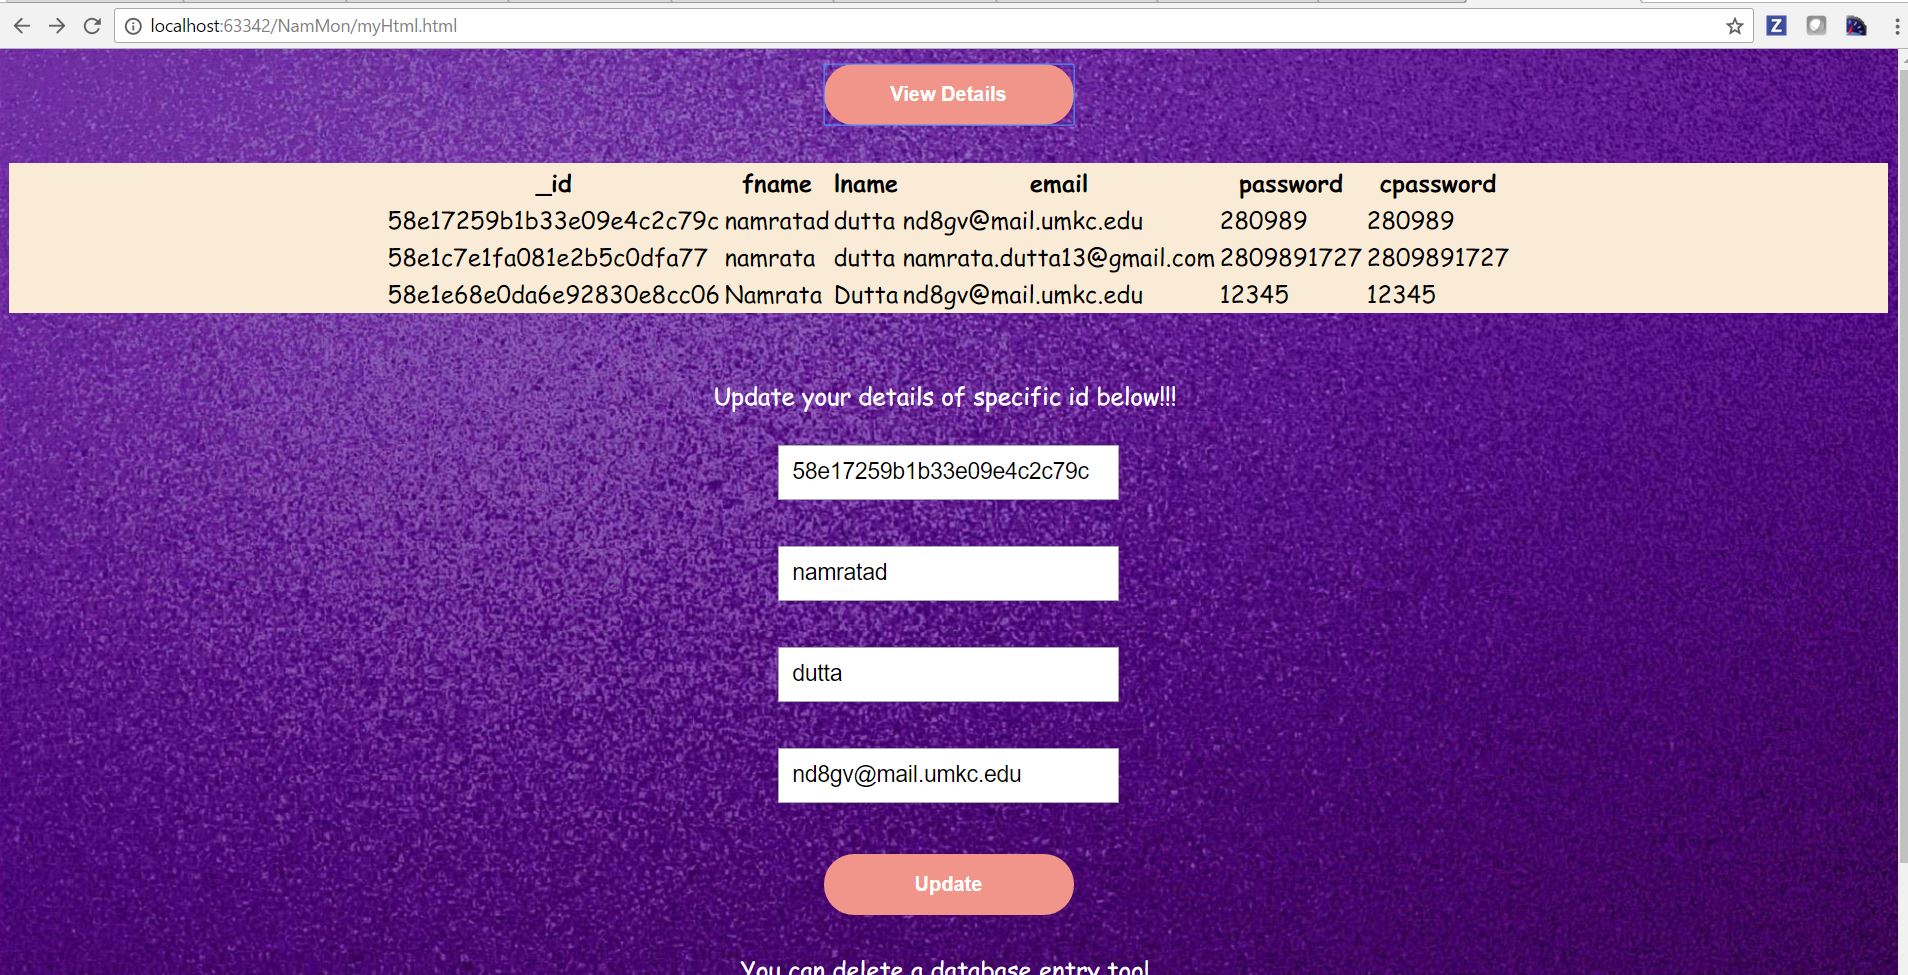 localhost:63342/NamMon/myHtml.html
View Details
_id fname lname email password cpassword
58e17259b1b33e09e4c2c79c namratad dutta nd8gv@mail.umkc.edu 280989 280989
58e1c7e1fa081e2b5c0dfa77 namrata dutta namrata.dutta13@gmail.com 2809891727 2809891727
58e1e68e0da6e92830e8cc06 Namrata Dutta nd8gv@mail.umkc.edu 12345 12345
Update your details of specific id below!!!
58e17259b1b33e09e4c2c79c
namratad
dutta
nd8gv@mail.umkc.edu
Update
You can delete a database entry too!